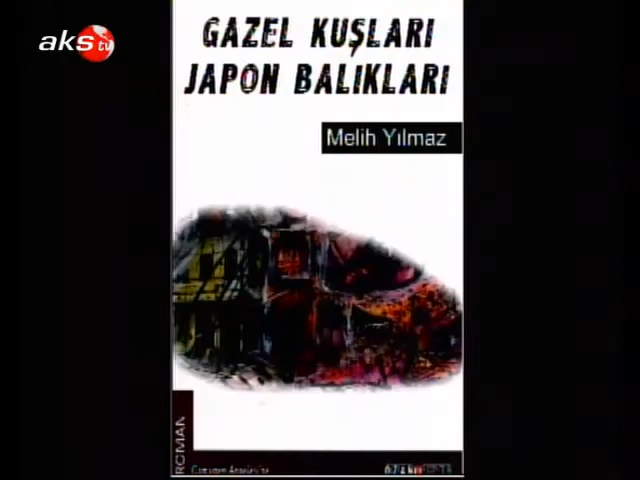 aks tv
GAZEL KUŞLARI
JAPON BALIKLARI
Melih Yılmaz
ROMAN